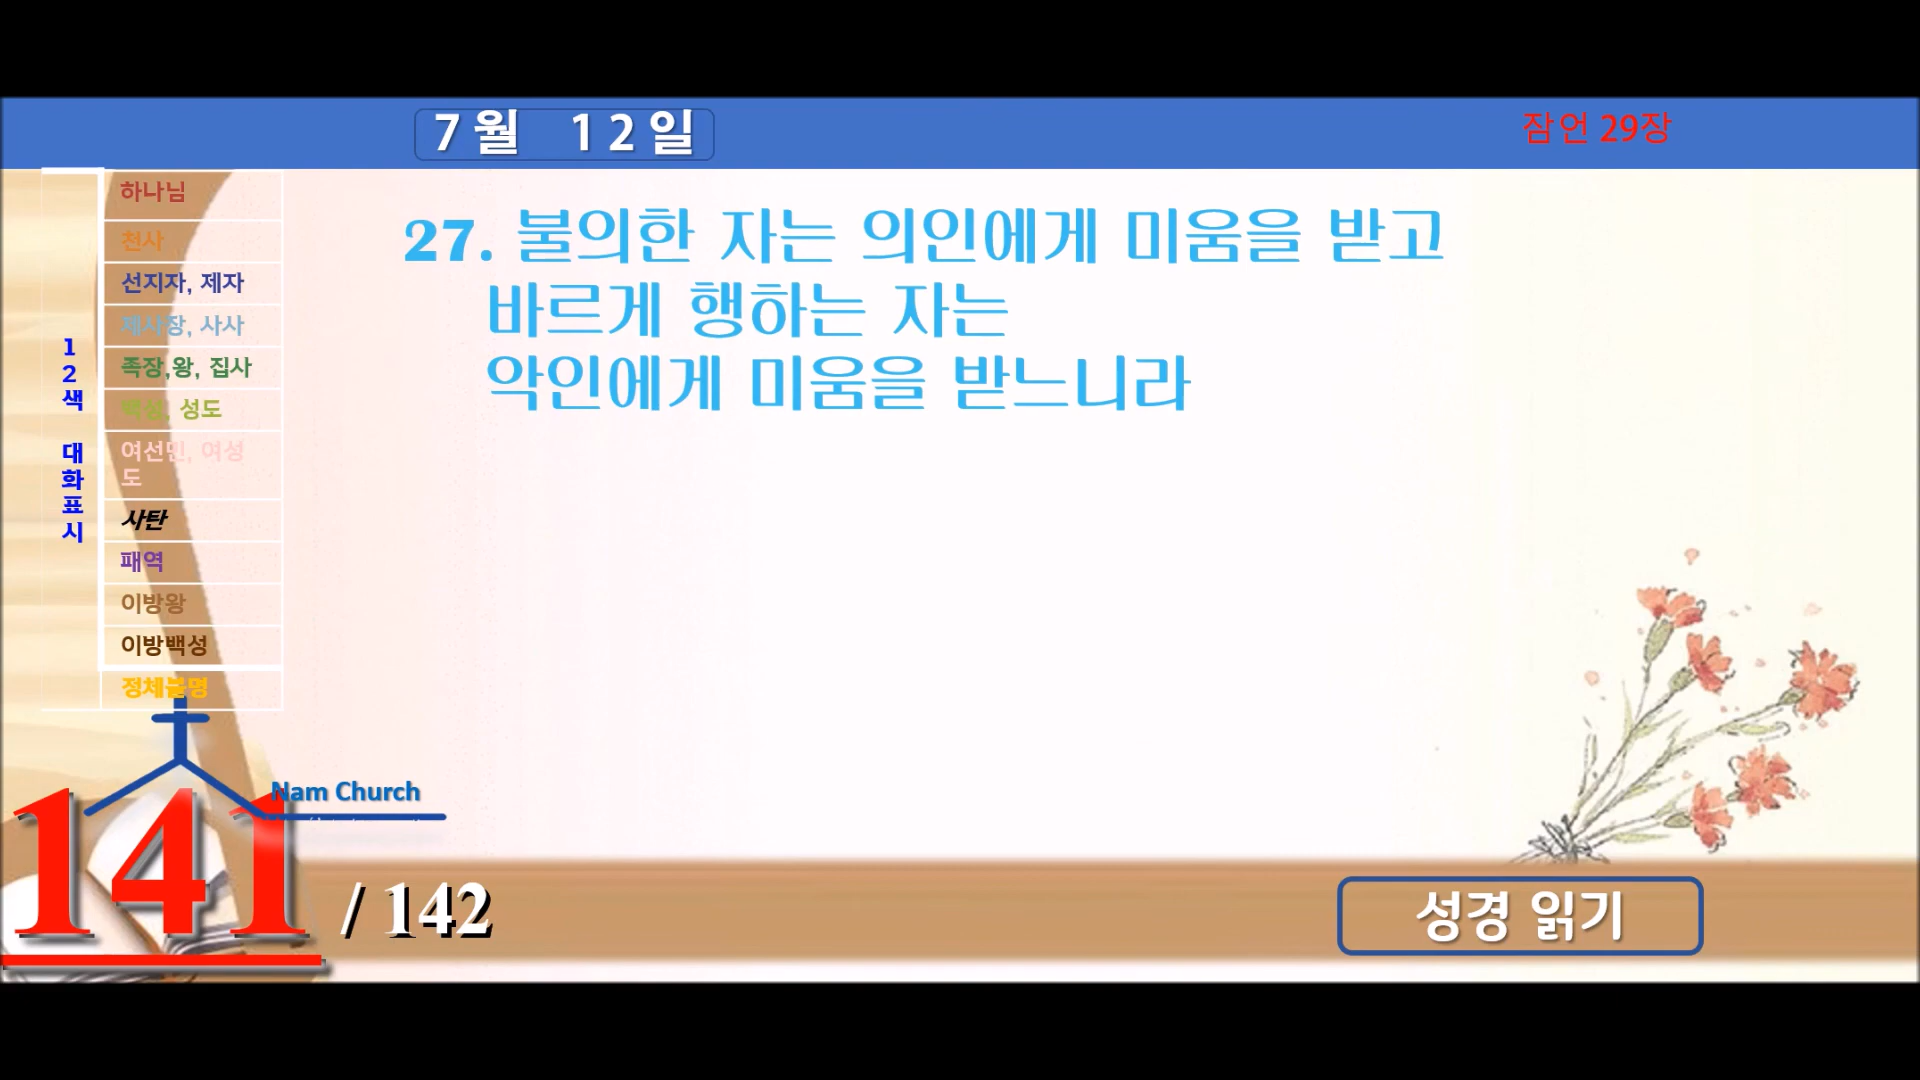 7월 12일
잠언 29장
12색 대화표시
하나님
천사
선지자, 제자
제사장, 사사
족장,왕, 집사
백성, 성도
여선민, 여성
도
사탄
패역
이방왕
이방백성
정체불명
27. 불의한 자는 의인에게 미움을 받고
바르게 행하는 자는
악인에게 미움을 받느니라
Nam Church
141 / 142
성경 읽기